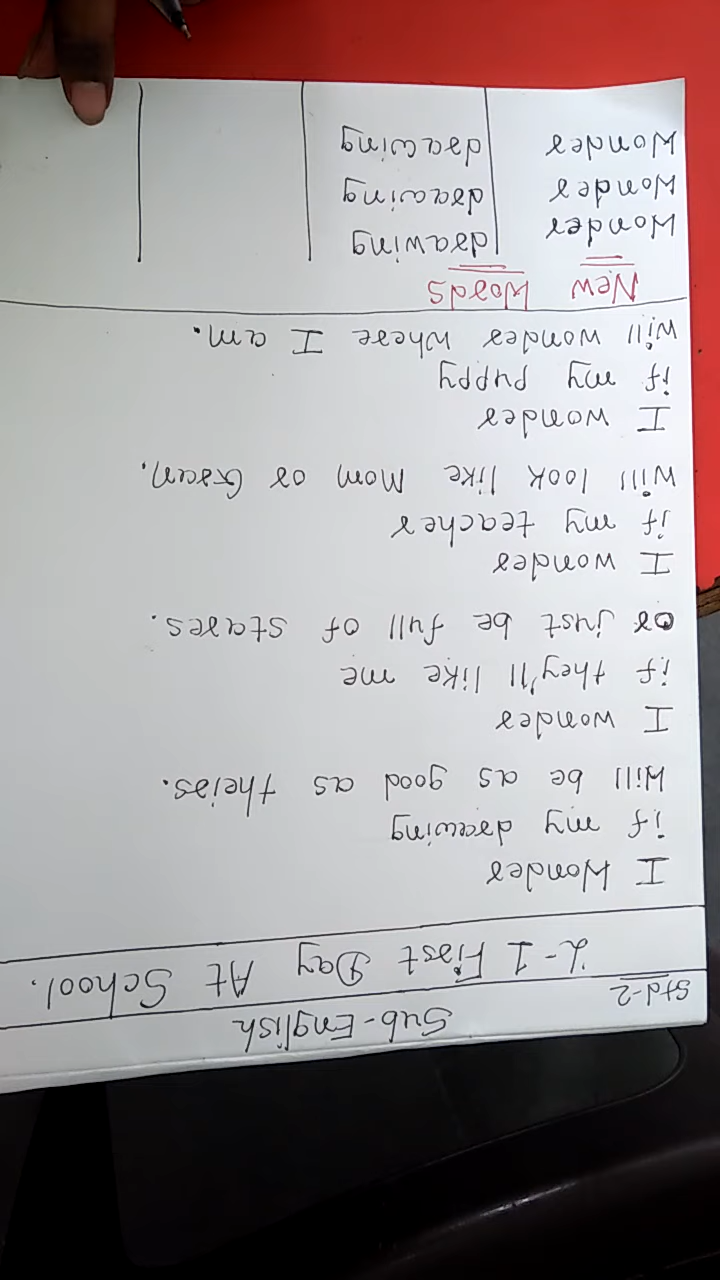 Sub-English
Std-2
L-1 First Day At School.
I Wonder
if my drawing
Will be as good as theirs.
I wonder
if they'll like me
or just be full of stares.
I wonder
if my teacher
Will look like Mom or Gram.
I wonder
if my puppy
will wonder where I am.
New Words
Wonder drawing
Wonder drawing
Wonder drawing